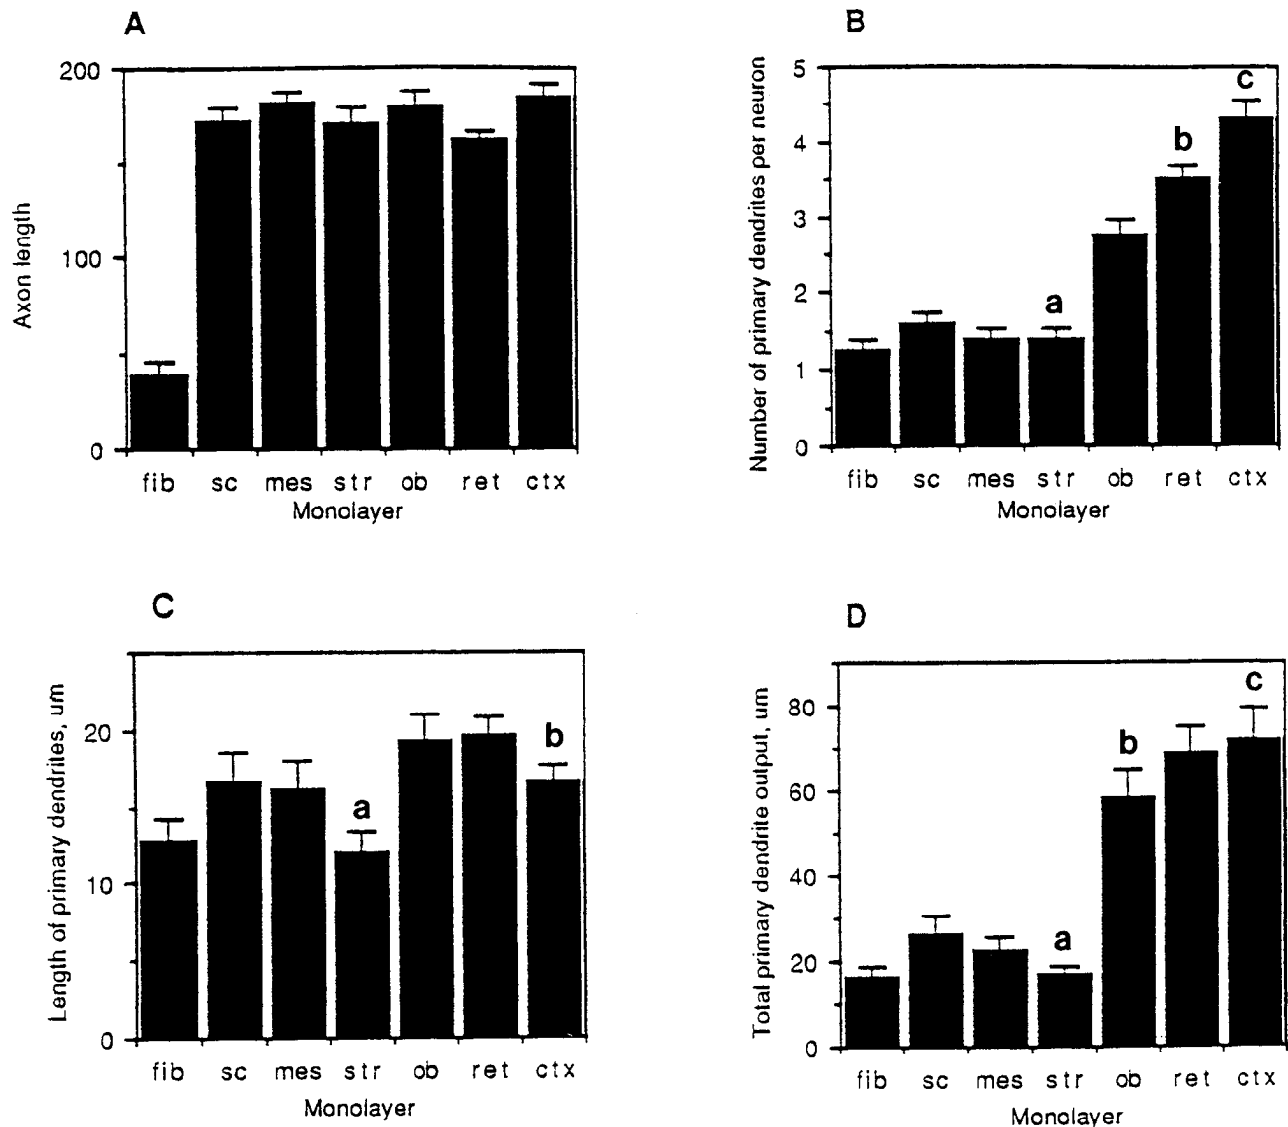 A
Axon length
200
100
0
fib sc mes str ob ret ctx
Monolayer
B
Number of primary dendrites per neuron
5
4
3
2
1
0
a
b
c
fib sc mes str ob ret ctx
Monolayer
C
Length of primary dendrites, um
20
10
0
a
b
fib sc mes str ob ret ctx
Monolayer
D
Total primary dendrite output, um
80
60
40
20
0
a
b
c
fib sc mes str ob ret ctx
Monolayer